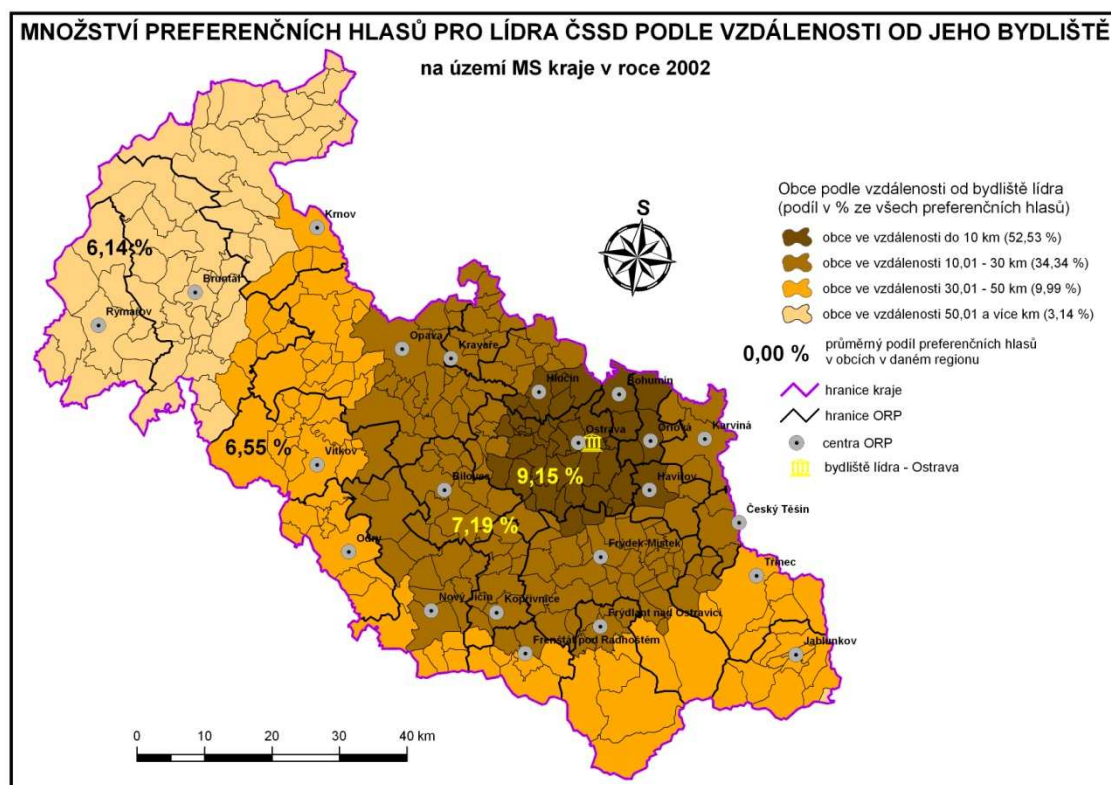 MNOŽSTVÍ PREFERENČNÍCH HLASŮ PRO LÍDRA ČSSD PODLE VZDÁLENOSTI OD JEHO BYDLIŠTĚ
na území MS kraje v roce 2002
S
Obce podle vzdálenosti od bydliště lídra
(podíl v % ze všech preferenčních hlasů)
obce ve vzdálenosti do 10 km (52,53 %)
obce ve vzdálenosti 10,01 - 30 km (34,34 %)
obce ve vzdálenosti 30,01 - 50 km (9,99 %)
obce ve vzdálenosti 50,01 a více km (3,14 %)
0,00 %
průměrný podíl preferenčních hlasů
v obcích v daném regionu
hranice kraje
hranice ORP
centra ORP
bydliště lídra - Ostrava
Krnov
6,14 %
Bruntál
Rýmařov
Opava
Kravaře
Hlučín
Bohumín
Ostrava
Orlová
Karviná
6,55 %
Vítkov
Bílovec
9,15 %
Havířov
7,19 %
Český Těšín
Odry
Frýdek-Místek
Třinec
Nový Jičín
Kopřivnice
Frýdlant nad Ostravicí
Frenštát pod Radhoštěm
Jablunkov
0 10 20 30 40 km